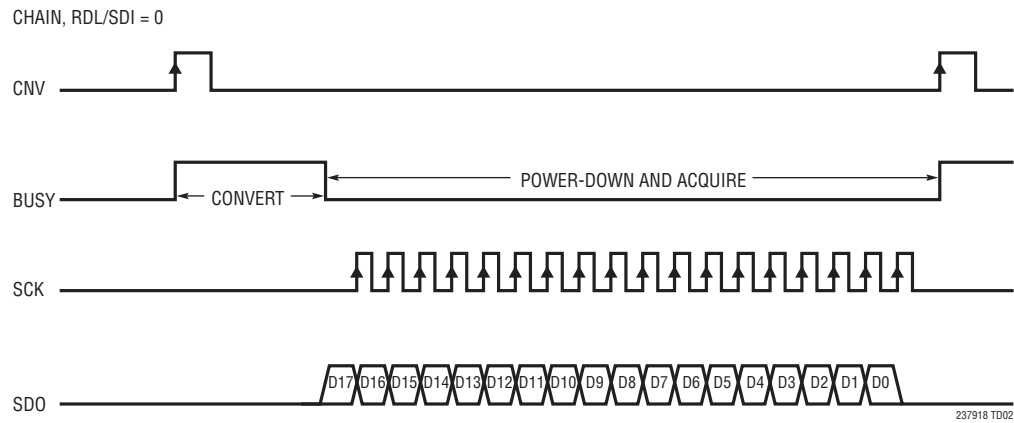 CHAIN, RDL/SDI = 0
CNV
BUSY
CONVERT
POWER-DOWN AND ACQUIRE
SCK
SDO
D17 D16 D15 D14 D13 D12 D11 D10 D9 D8 D7 D6 D5 D4 D3 D2 D1 D0
237918 TD02